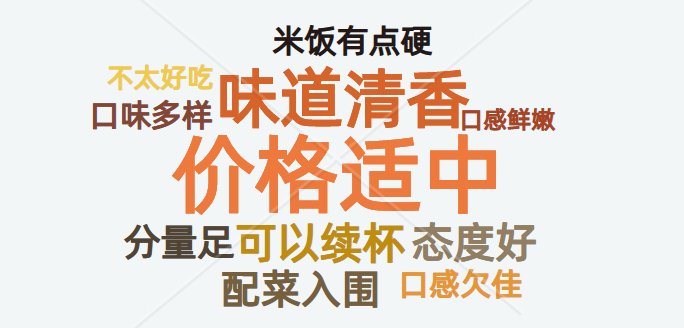 米饭有点硬
不太好吃
味道清香
口味多样
口感鲜嫩
价格适中
分量足
可以续杯
态度好
配菜入围
口感欠佳